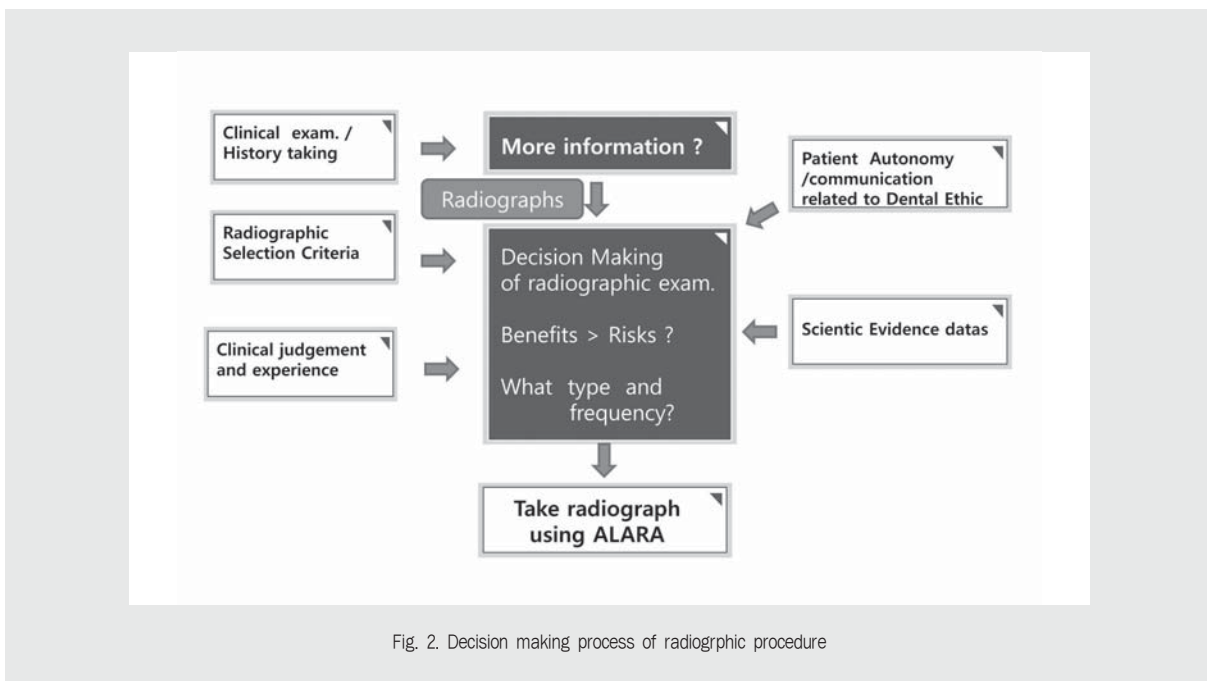 Clinical exam. /
History taking
More information ?
Radiographs
Patient Autonomy
/communication
related to Dental Ethic
Radiographic
Selection Criteria
Decision Making
of radiographic exam.
Benefits > Risks ?
What type and
frequency?
Scientic Evidence datas
Clinical judgement
and experience
Take radiograph
using ALARA
Fig. 2. Decision making process of radiogrphic procedure